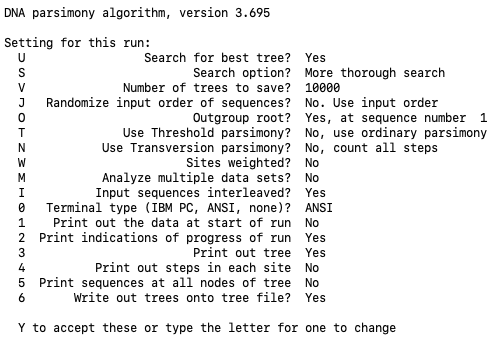 DNA parsimony algorithm, version 3.695

Setting for this run:
  U                 Search for best tree?  Yes
  S                        Search option?  More thorough search
  V              Number of trees to save?  10000
  J   Randomize input order of sequences?  No. Use input order
  O                        Outgroup root?  Yes, at sequence number  1
  T              Use Threshold parsimony?  No, use ordinary parsimony
  N           Use Transversion parsimony?  No, count all steps
  W                       Sites weighted?  No
  M           Analyze multiple data sets?  No
  I          Input sequences interleaved?  Yes
  0   Terminal type (IBM PC, ANSI, none)?  ANSI
  1    Print out the data at start of run  No
  2  Print indications of progress of run  Yes
  3                        Print out tree  Yes
  4          Print out steps in each site  No
  5  Print sequences at all nodes of tree  No
  6       Write out trees onto tree file?  Yes

  Y to accept these or type the letter for one to change